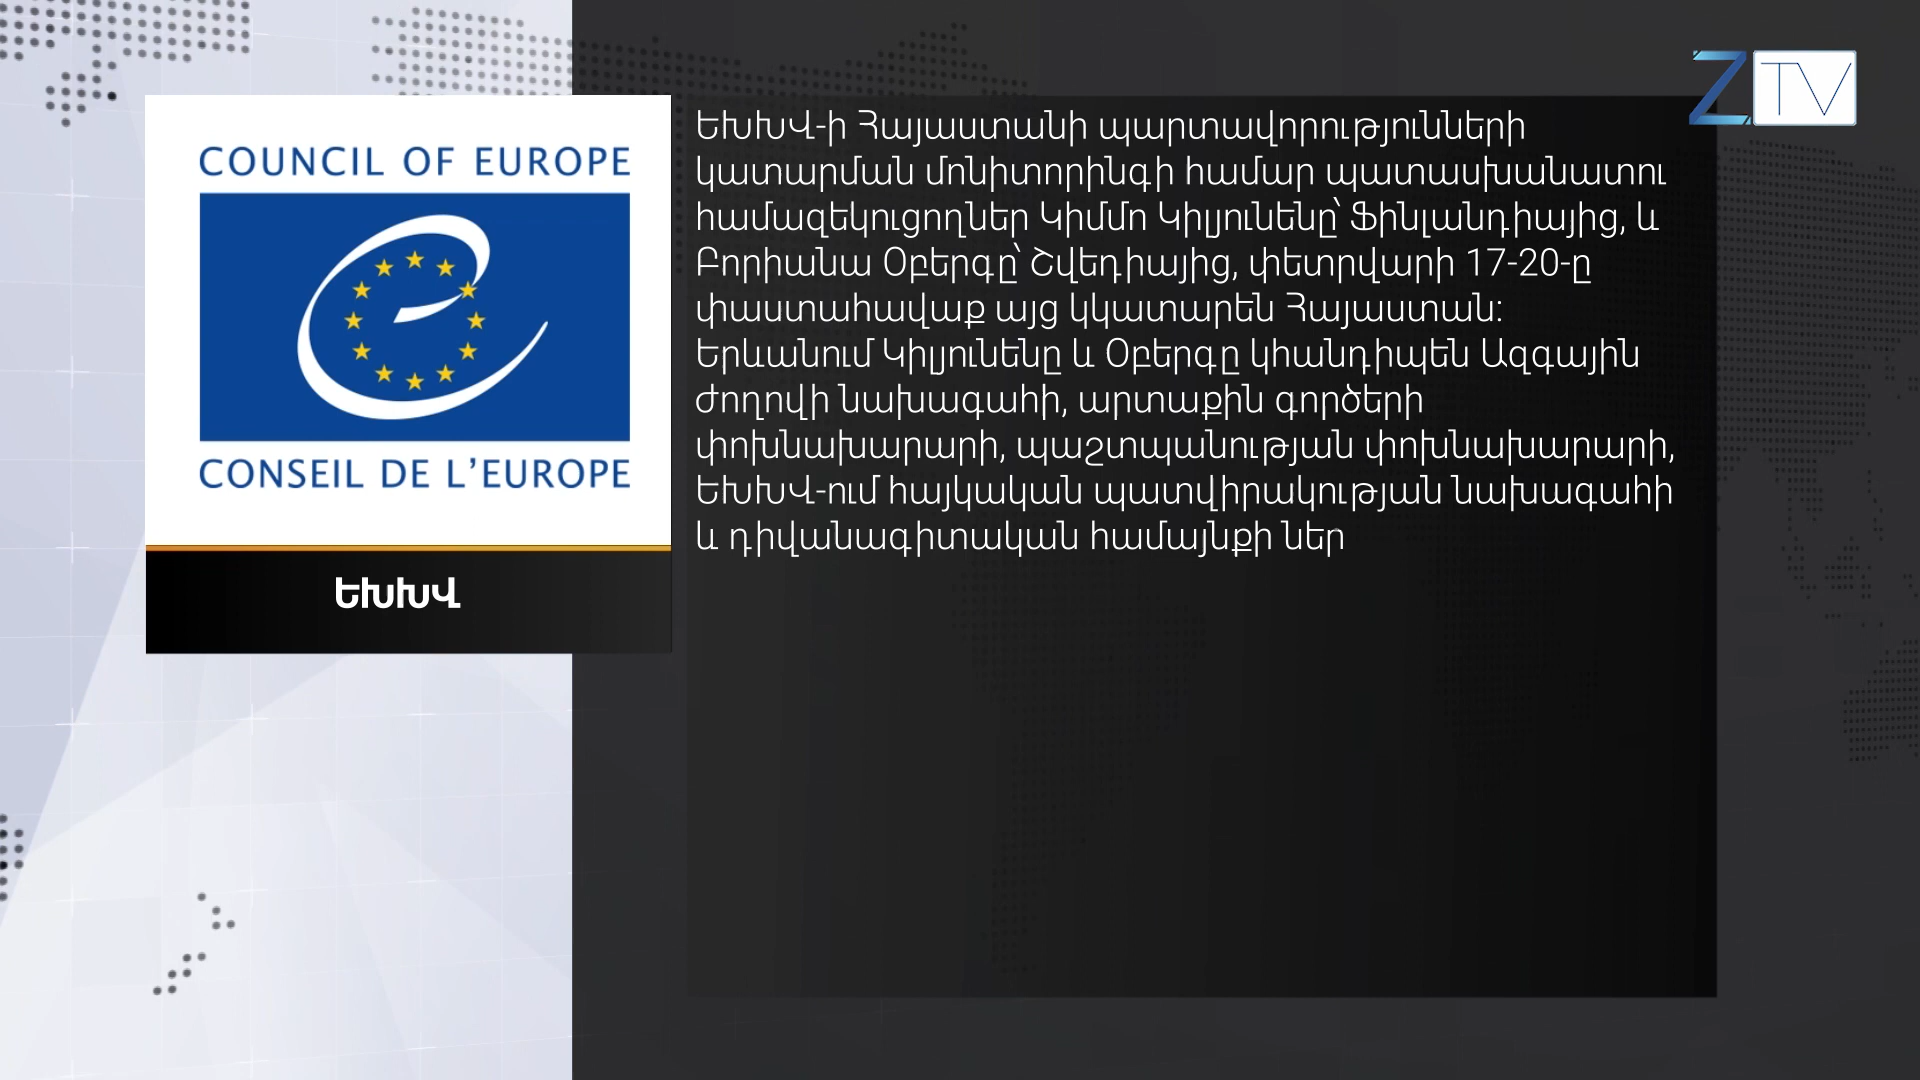 COUNCIL OF EUROPE
CONSEIL DE L'EUROPE
ԵԽԽՎ
ZTV
ԵԽԽՎ-ի Հայաստանի պարտավորությունների
կատարման մոնիտորինգի համար պատասխանատու
համազեկուցողներ Կիմմո Կիլյունենը՝ Ֆինլանդիայից, և
Բորիանա Օբերգը՝ Շվեդիայից, փետրվարի 17-20-ը
փաստահավաք այց կկատարեն Հայաստան:
Երևանում Կիլյունենը և Օբերգը կհանդիպեն Ազգային
ժողովի նախագահի, արտաքին գործերի
փոխնախարարի, պաշտպանության փոխնախարարի,
ԵԽԽՎ-ում հայկական պատվիրակության նախագահի
և դիվանագիտական համայնքի ներ